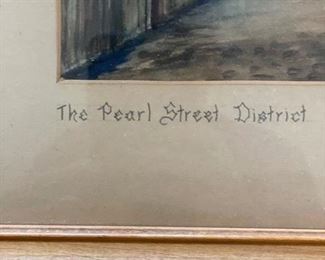 The Pearl Street District